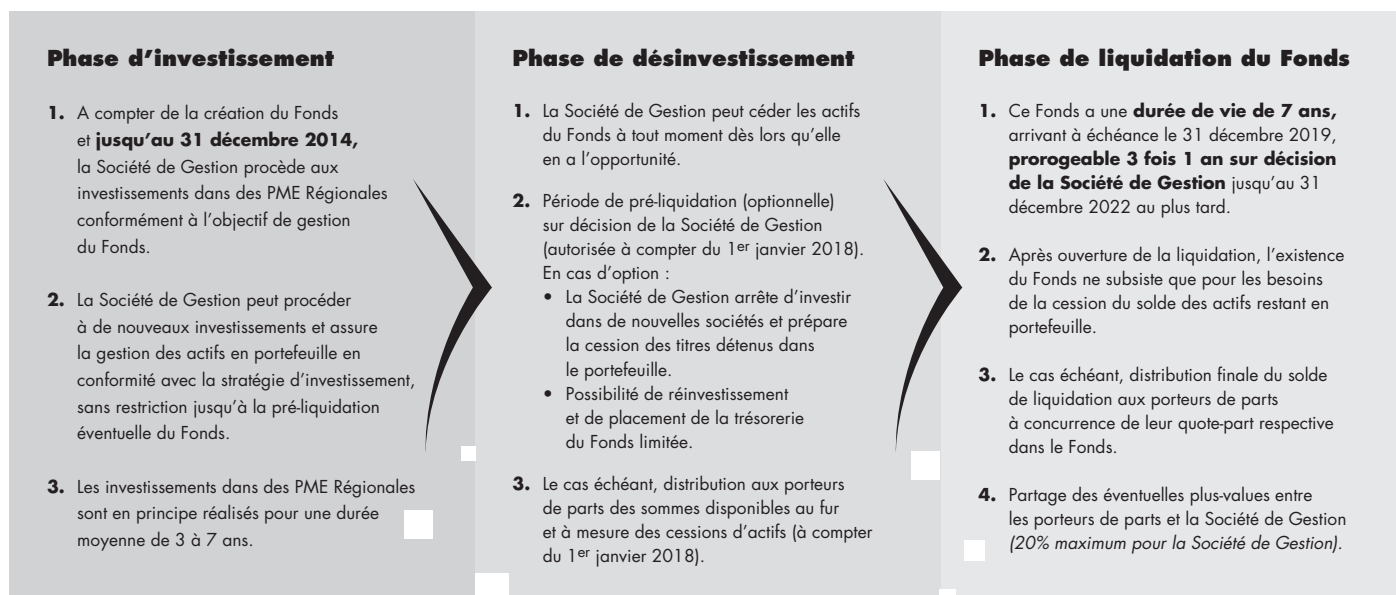 Phase d’investissement
1. A compter de la création du Fonds
et jusqu’au 31 décembre 2014,
la Société de Gestion procède aux
investissements dans des PME Régionales
conformément à l’objectif de gestion
du Fonds.
2. La Société de Gestion peut procéder
à de nouveaux investissements et assure
la gestion des actifs en portefeuille en
conformité avec la stratégie d’investissement,
sans restriction jusqu’à la pré-liquidation
éventuelle du Fonds.
3. Les investissements dans des PME Régionales
sont en principe réalisés pour une durée
moyenne de 3 à 7 ans.
Phase de désinvestissement
1. La Société de Gestion peut céder les actifs
du Fonds à tout moment dès lors qu’elle
en a l’opportunité.
2. Période de pré-liquidation (optionnelle)
sur décision de la Société de Gestion
(autorisée à compter du 1er janvier 2018).
En cas d’option :
• La Société de Gestion arrête d’investir
dans de nouvelles sociétés et prépare
la cession des titres détenus dans
le portefeuille.
• Possibilité de réinvestissement
et de placement de la trésorerie
du Fonds limitée.
3. Le cas échéant, distribution aux porteurs
de parts des sommes disponibles au fur
et à mesure des cessions d’actifs (à compter
du 1er janvier 2018).
Phase de liquidation du Fonds
1. Ce Fonds a une durée de vie de 7 ans,
arrivant à échéance le 31 décembre 2019,
prorogeable 3 fois 1 an sur décision
de la Société de Gestion jusqu’au 31
décembre 2022 au plus tard.
2. Après ouverture de la liquidation, l’existence
du Fonds ne subsiste que pour les besoins
de la cession du solde des actifs restant en
portefeuille.
3. Le cas échéant, distribution finale du solde
de liquidation aux porteurs de parts
à concurrence de leur quote-part respective
dans le Fonds.
4. Partage des éventuelles plus-values entre
les porteurs de parts et la Société de Gestion
(20% maximum pour la Société de Gestion).